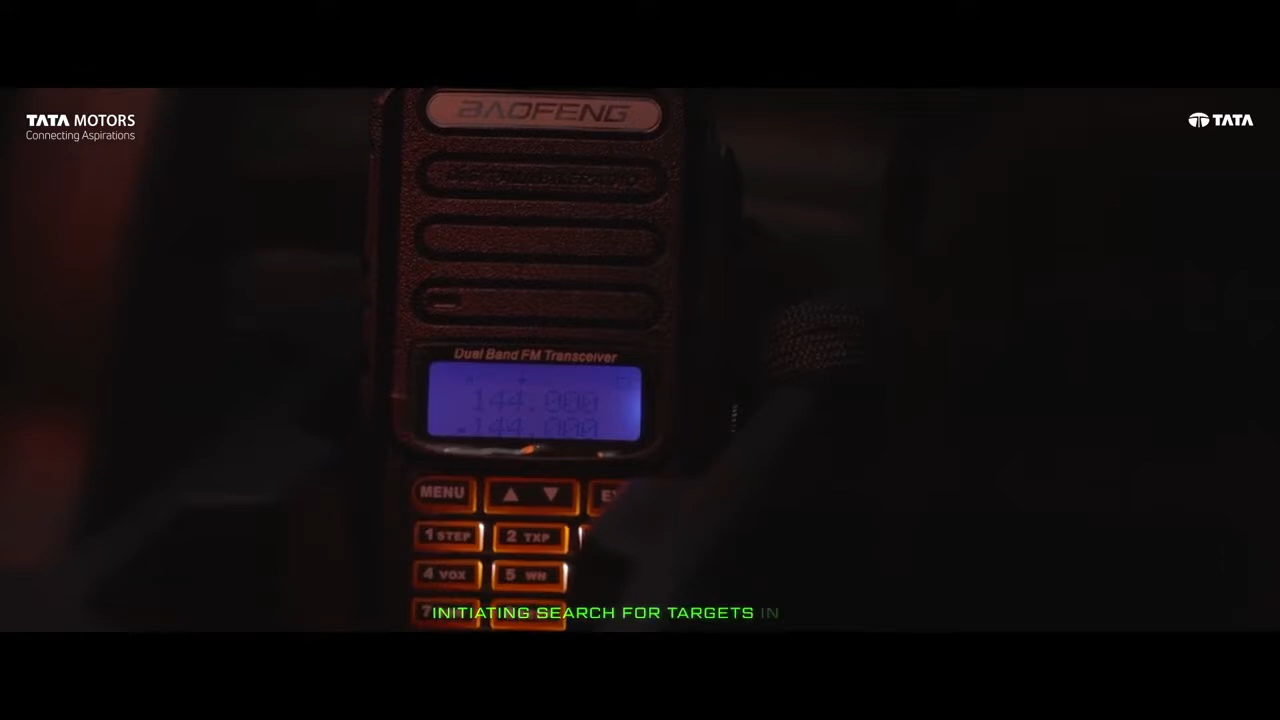 TATA MOTORS
Connecting Aspirations
TATA
BAOFENG
Dual Band FM Transceiver
144.000
144.000
MENU
1 STEP
2 TXP
4 VOX
5 WN
7
INITIATING SEARCH FOR TARGETS IN